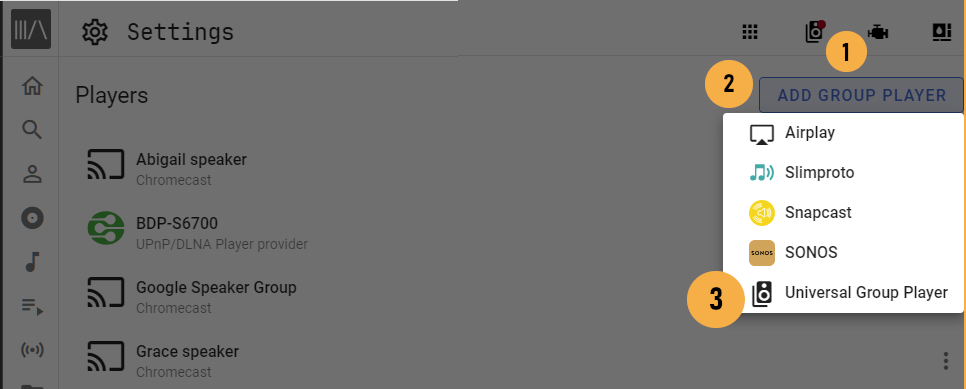 Settings
1
2
ADD GROUP PLAYER
Players
Airplay
Abigail speaker
Chromecast
Slimproto
Snapcast
BDP-S6700
UPnP/DLNA Player provider
SONOS
SONOS
Google Speaker Group
Chromecast
3
Universal Group Player
Grace speaker
Chromecast